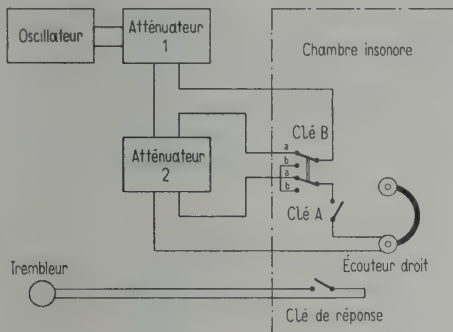 Oscillateur
Atténuateur
1
Chambre insonore
Atténuateur
2
Clé B
a
b
a
b
Clé A
Trembleur
Écouteur droit
Clé de réponse